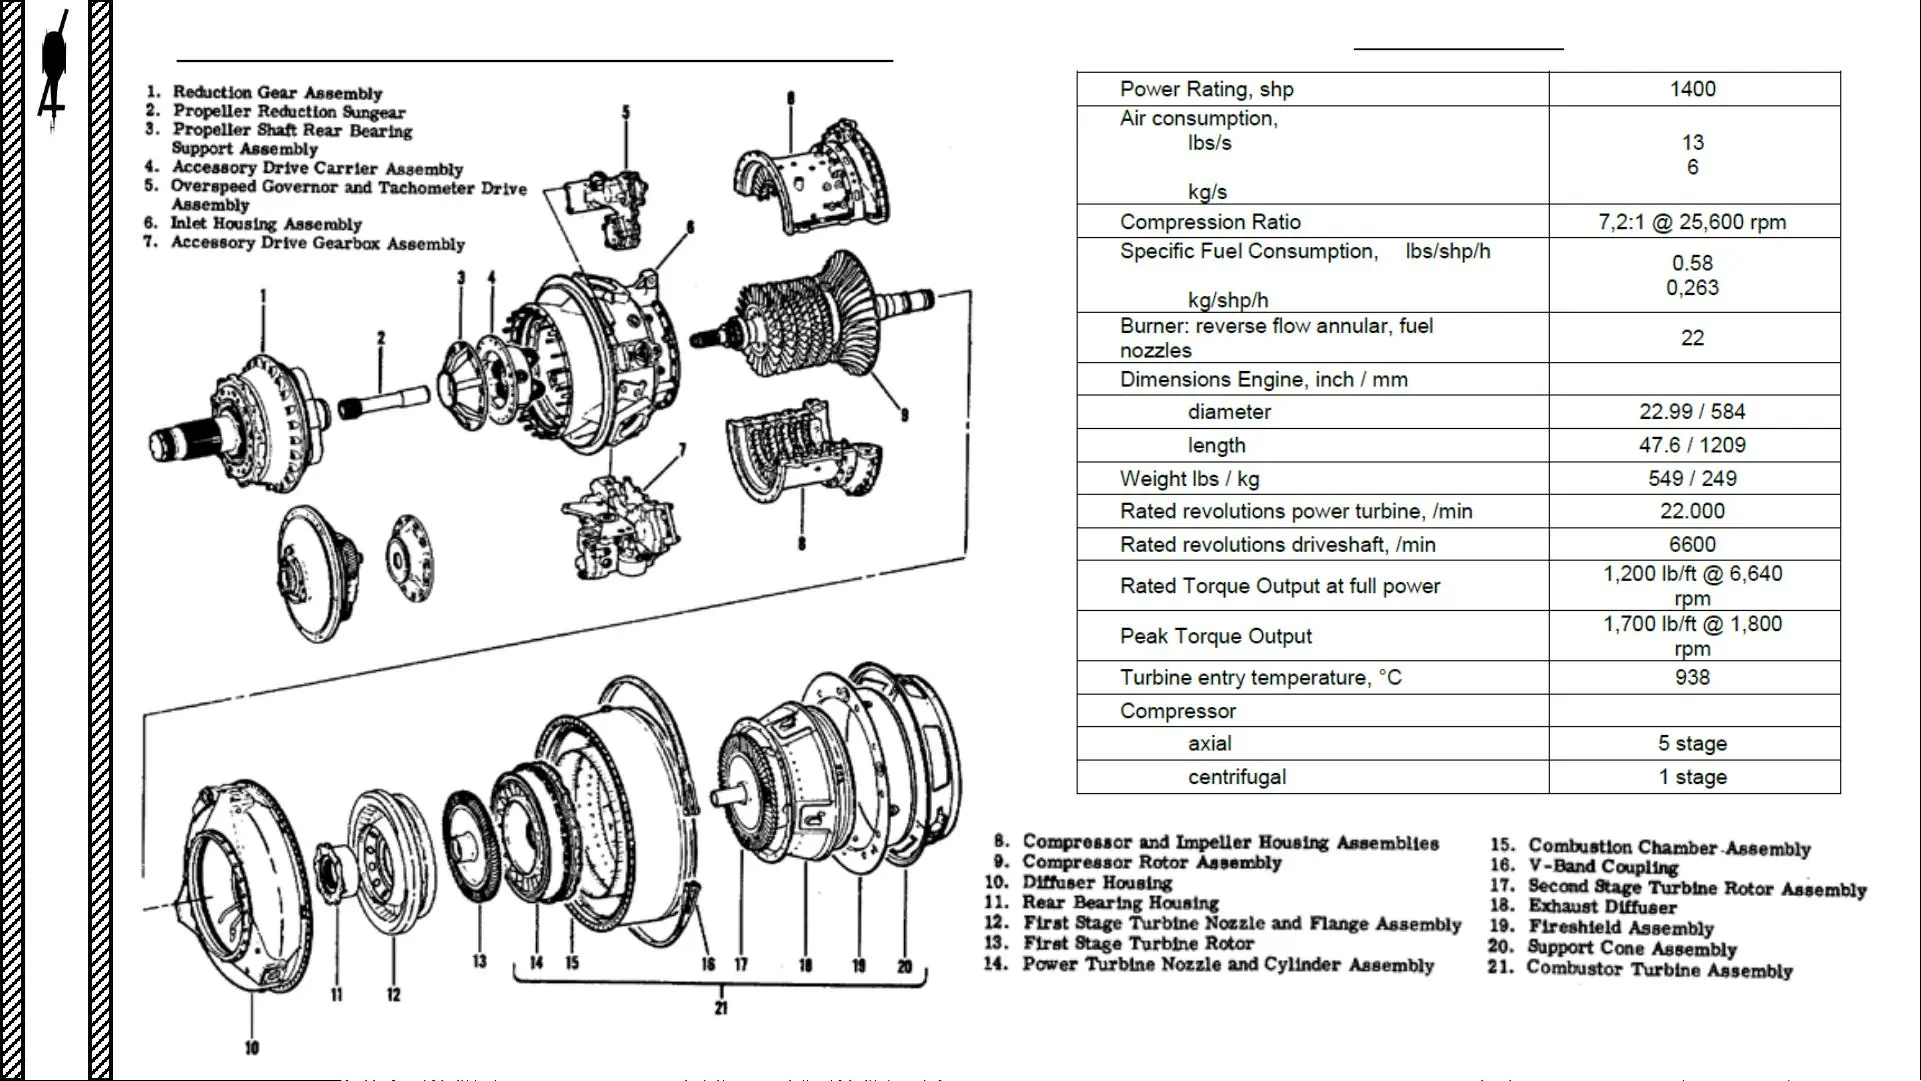 1. Reduction Gear Assembly
2. Propeller Reduction Sungear
3. Propeller Shaft Rear Bearing
Support Assembly
4. Accessory Drive Carrier Assembly
5. Overspeed Governor and Tachometer Drive
Assembly
6. Inlet Housing Assembly
7. Accessory Drive Gearbox Assembly
5
8
6
3
4
1
2
9
7
8
13
14
15
16
17
18
19
20
11
12
21
10
Power Rating, shp 1400
Air consumption,
lbs/s 13
6
kg/s
Compression Ratio 7,2:1 @ 25,600 rpm
Specific Fuel Consumption, lbs/shp/h 0.58
kg/shp/h 0,263
Burner: reverse flow annular, fuel
nozzles 22
Dimensions Engine, inch / mm
diameter 22.99 / 584
length 47.6 / 1209
Weight lbs / kg 549 / 249
Rated revolutions power turbine, /min 22.000
Rated revolutions driveshaft, /min 6600
Rated Torque Output at full power 1,200 lb/ft @ 6,640
rpm
Peak Torque Output 1,700 lb/ft @ 1,800
rpm
Turbine entry temperature, °C 938
Compressor
axial 5 stage
centrifugal 1 stage
8. Compressor and Impeller Housing Assemblies
9. Compressor Rotor Assembly
10. Diffuser Housing
11. Rear Bearing Housing
12. First Stage Turbine Nozzle and Flange Assembly
13. First Stage Turbine Rotor
14. Power Turbine Nozzle and Cylinder Assembly
15. Combustion Chamber Assembly
16. V-Band Coupling
17. Second Stage Turbine Rotor Assembly
18. Exhaust Diffuser
19. Fireshield Assembly
20. Support Cone Assembly
21. Combustor Turbine Assembly